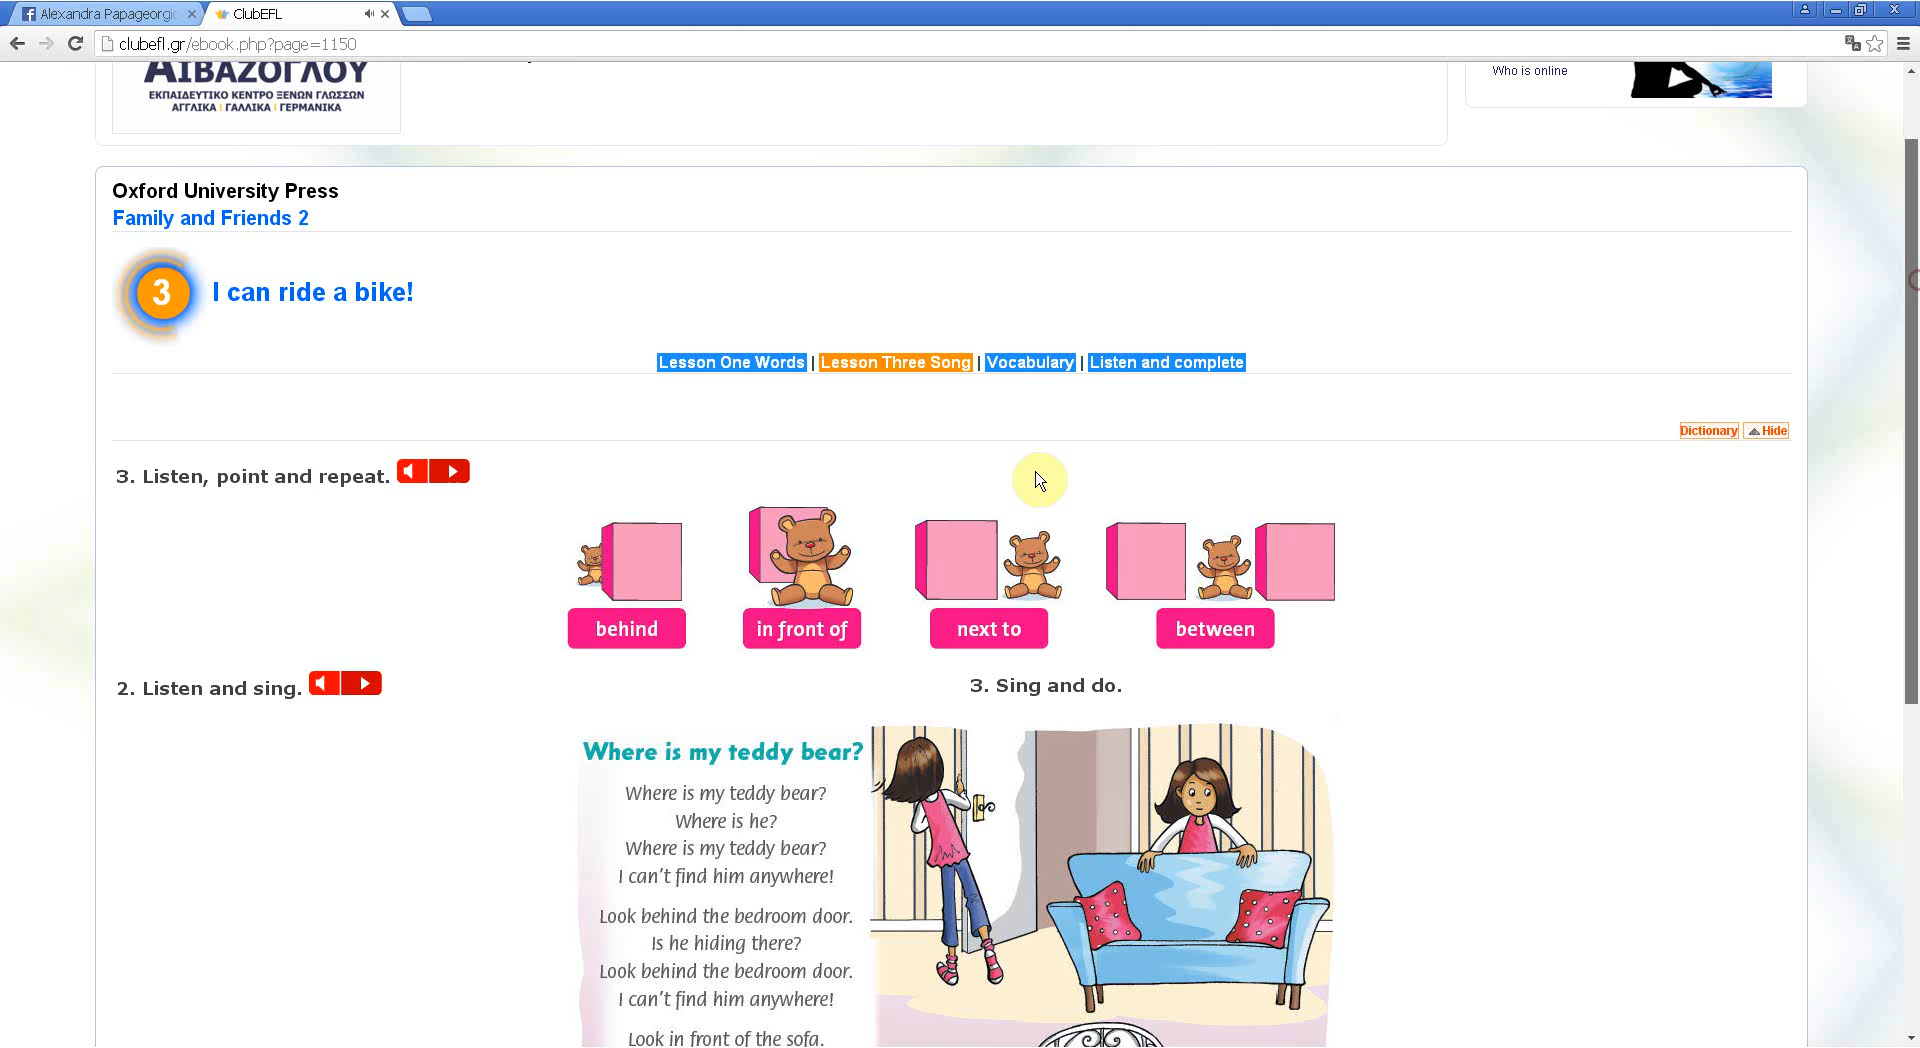 Alexandra Papageorgi
ClubEFL
clubefl.gr/ebook.php?page=1150
ΑΪΒΑΖΟΓΛΟΥ
ΕΚΠΑΙΔΕΥΤΙΚΟ ΚΕΝΤΡΟ ΞΕΝΩΝ ΓΛΩΣΣΩΝ
ΑΓΓΛΙΚΑ | ΓΑΛΛΙΚΑ | ΓΕΡΜΑΝΙΚΑ
Who is online
Oxford University Press
Family and Friends 2
3 I can ride a bike!
Lesson One Words | Lesson Three Song | Vocabulary | Listen and complete
Dictionary Hide
3. Listen, point and repeat.
behind
in front of
next to
between
2. Listen and sing.
3. Sing and do.
Where is my teddy bear?
Where is my teddy bear?
Where is he?
Where is my teddy bear?
I can't find him anywhere!
Look behind the bedroom door.
Is he hiding there?
Look behind the bedroom door.
I can't find him anywhere!
Look in front of the sofa.